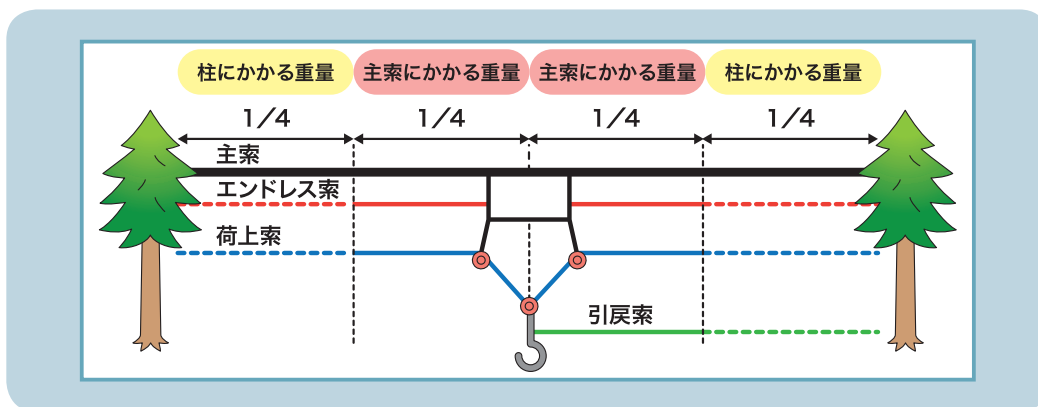 柱にかかる重量 主索にかかる重量 主索にかかる重量 柱にかかる重量
1/4 1/4 1/4 1/4
主索
エンドレス索
荷上索
引戻索